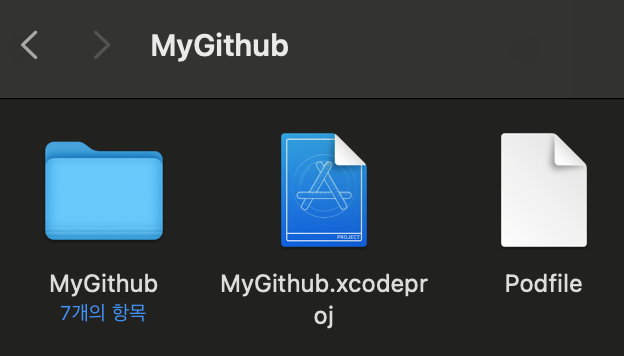 MyGithub
PROJECT
MyGithub
MyGithub.xcodepr
oj
Podfile
7개의 항목